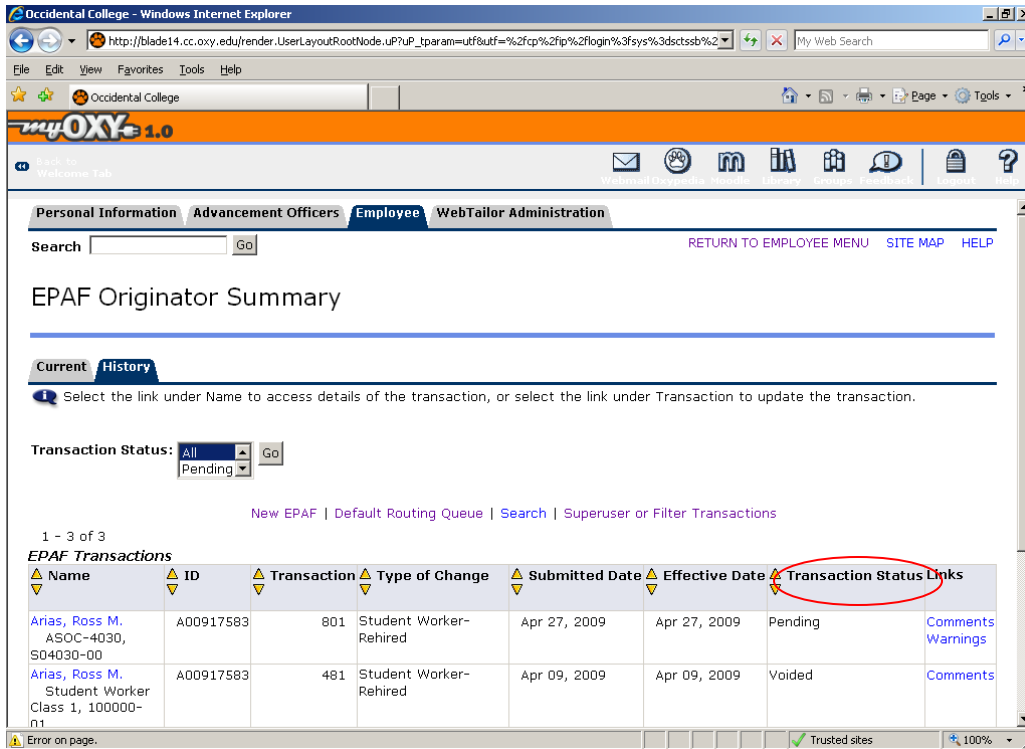 Occidental College - Windows Internet Explorer
http://blade14.cc.oxy.edu/render.UserLayoutRootNode.uP?uP_tparam=utf&utf=%2fcp%2fip%2flogin%3fsys%3dsctssb%2
My Web Search
File Edit View Favorites Tools Help
Occidental College
Page Tools
myOXY 1.0
Back to
Welcome Tab
Webmail Oxypedia Moodle Library Groups Feedback Logout Help
Personal Information Advancement Officers Employee WebTailor Administration
Search Go RETURN TO EMPLOYEE MENU SITE MAP HELP
EPAF Originator Summary
Current History
Select the link under Name to access details of the transaction, or select the link under Transaction to update the transaction.
Transaction Status: All Go
Pending
New EPAF | Default Routing Queue | Search | Superuser or Filter Transactions
1 - 3 of 3
EPAF Transactions
Name ID Transaction Type of Change Submitted Date Effective Date Transaction Status Links
Arias, Ross M. A00917583 801 Student Worker- Apr 27, 2009 Apr 27, 2009 Pending Comments
ASOC-4030, Rehired Warnings
S04030-00
Arias, Ross M. A00917583 481 Student Worker- Apr 09, 2009 Apr 09, 2009 Voided Comments
Student Worker Rehired
Class 1, 100000-
01
Error on page. Trusted sites 100%